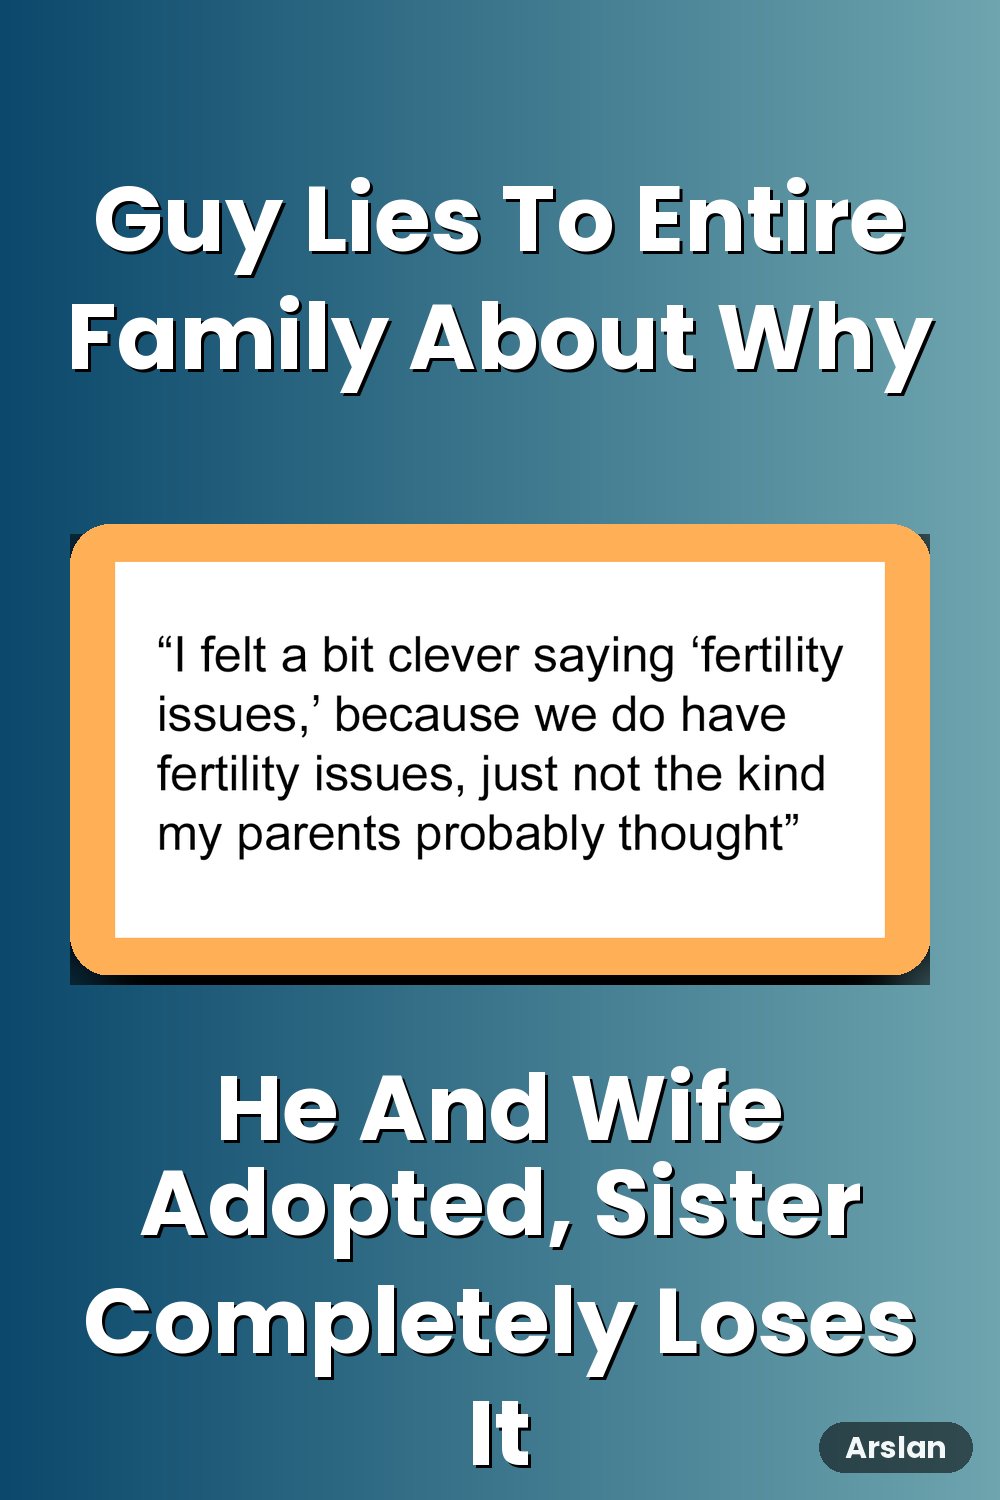 Guy Lies To Entire
Family About Why
“I felt a bit clever saying ‘fertility
issues,’ because we do have
fertility issues, just not the kind
my parents probably thought”
He And Wife
Adopted, Sister
Completely Loses
It
Arslan